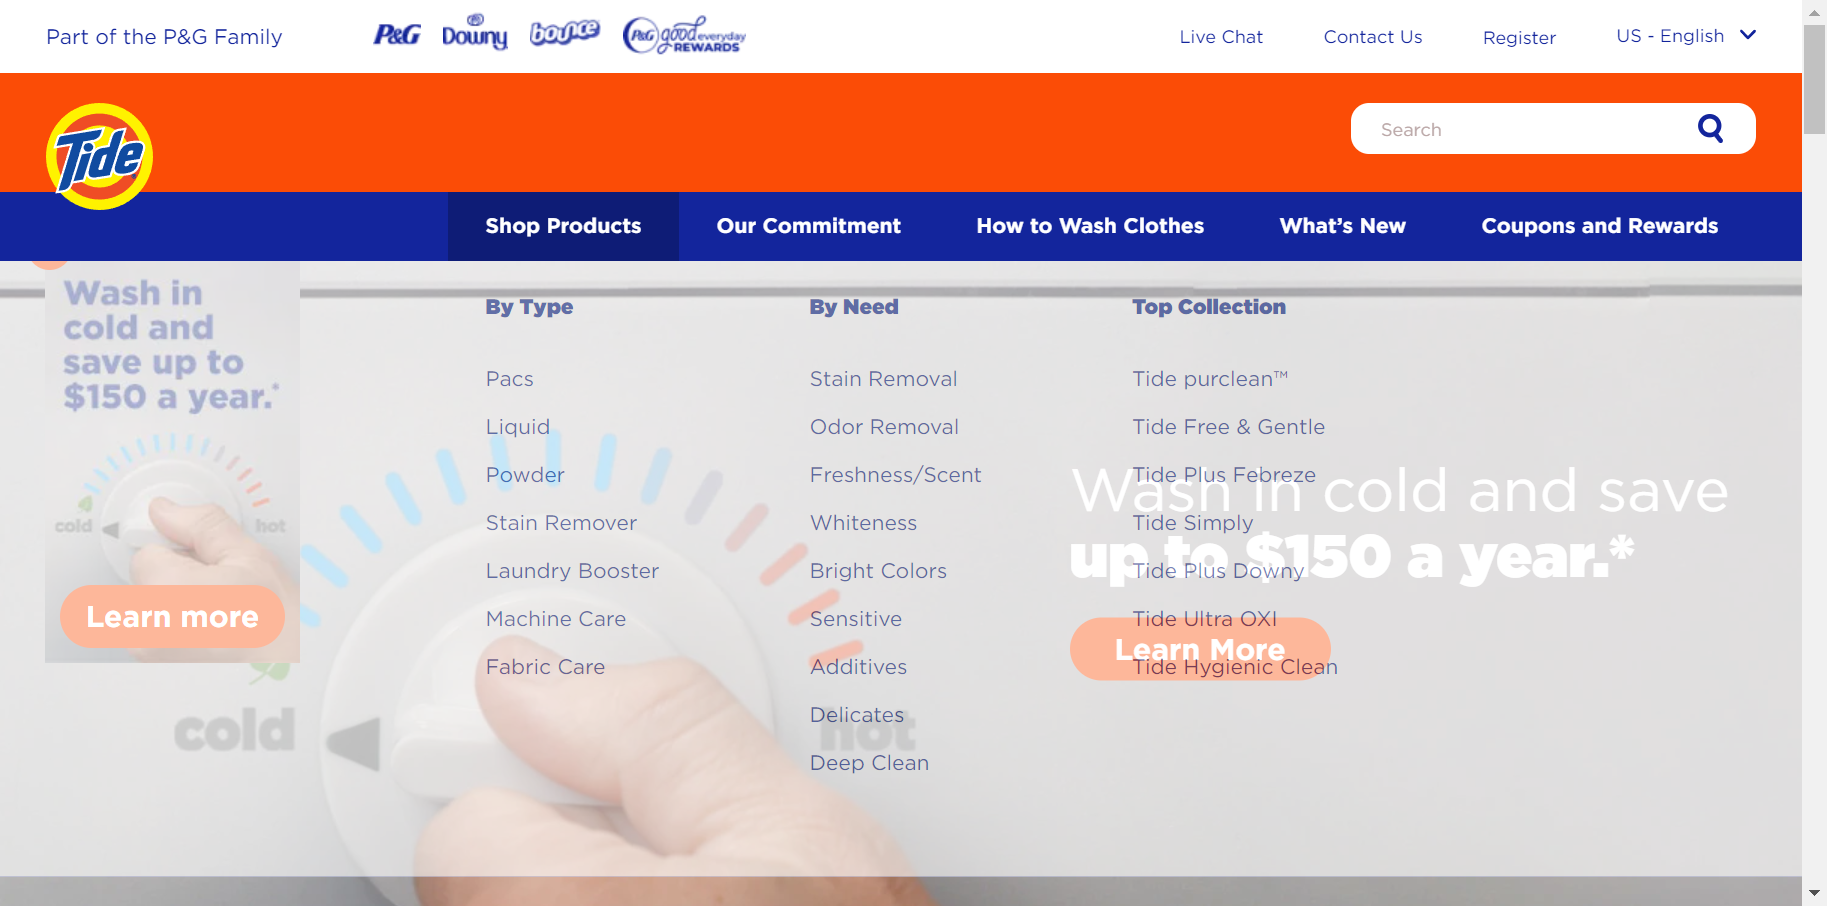 Part of the P&G Family
P&G
Downy
bounce
P&G good everyday REWARDS
Live Chat
Contact Us
Register
US - English
Tide
Search
Shop Products
Our Commitment
How to Wash Clothes
What's New
Coupons and Rewards
Wash in
cold and
save up to
$150 a year.*
cold
hot
Learn more
By Type
Pacs
Liquid
Powder
Stain Remover
Laundry Booster
Machine Care
Fabric Care
By Need
Stain Removal
Odor Removal
Freshness/Scent
Whiteness
Bright Colors
Sensitive
Additives
Delicates
Deep Clean
Top Collection
Tide purclean™
Tide Free & Gentle
Tide Plus Febreze
Tide Simply
Tide Plus Downy
Tide Ultra OXI
Tide Hygienic Clean
Wash in cold and save
up to $150 a year.*
Learn More
cold
hot